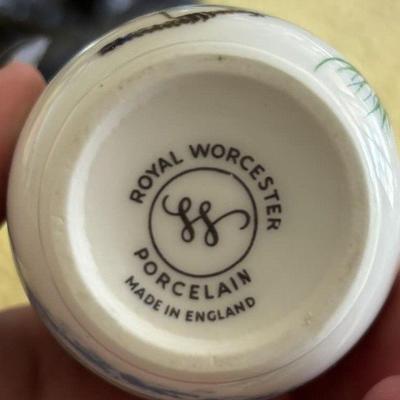 ROYAL WORCESTER
PORCELAIN
MADE IN ENGLAND